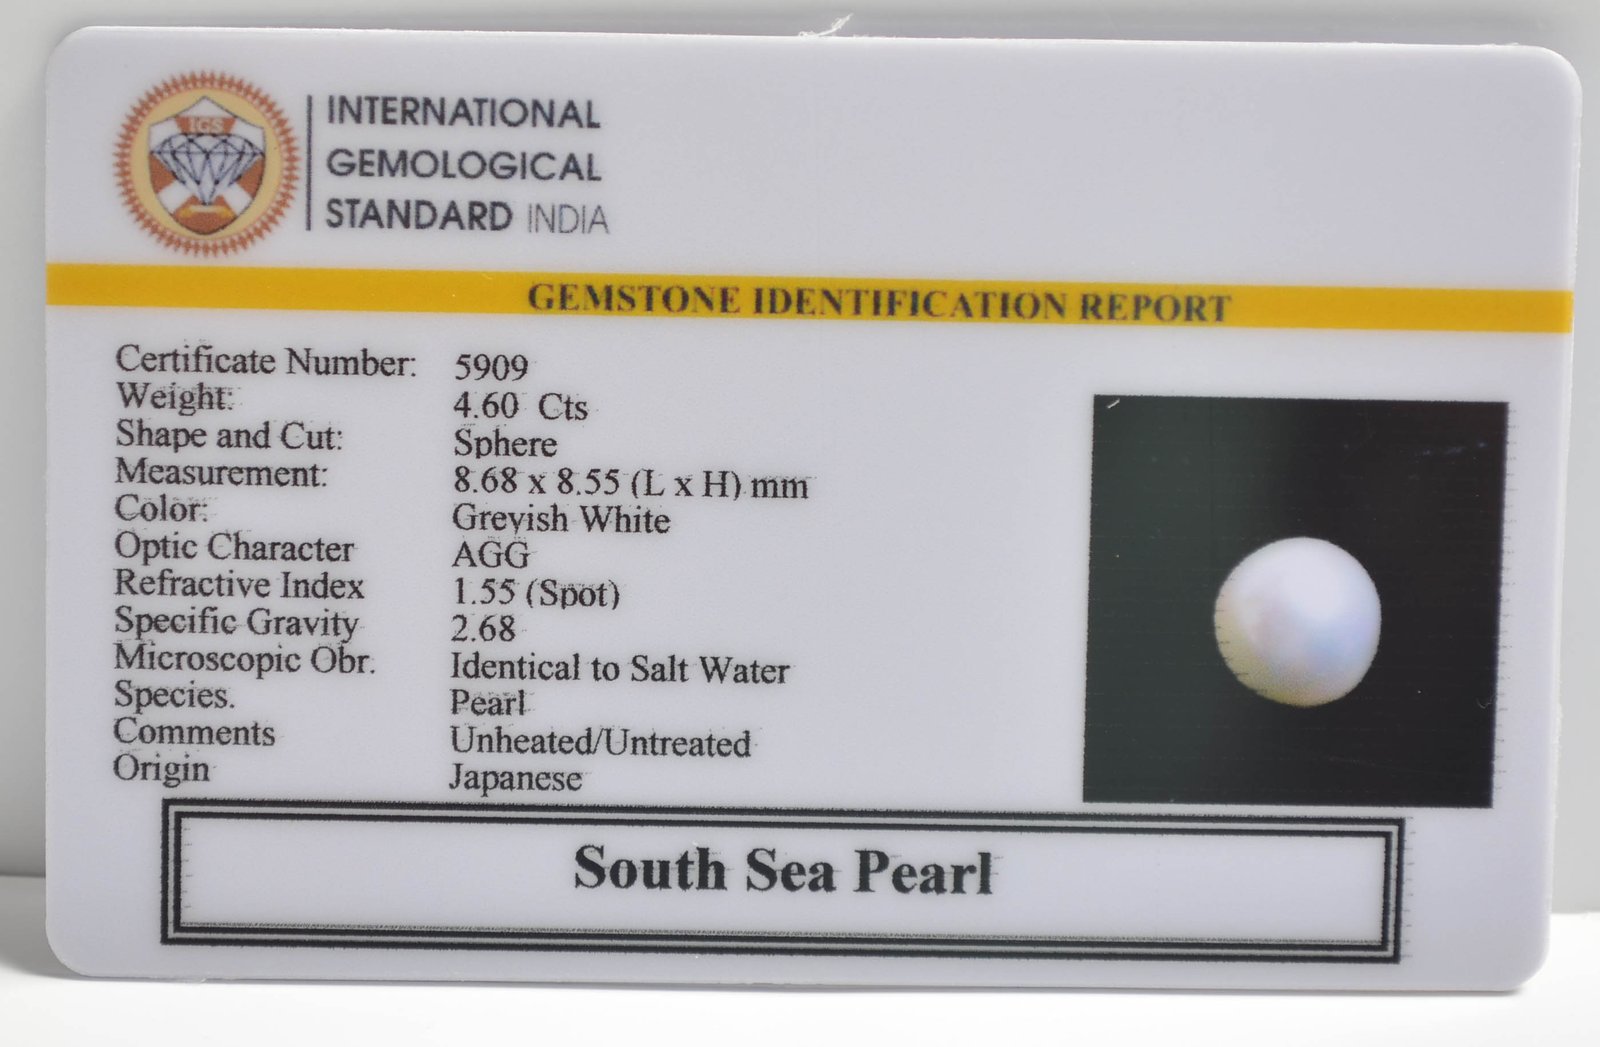 IGS
INTERNATIONAL
GEMOLOGICAL
STANDARD INDIA
GEMSTONE IDENTIFICATION REPORT
Certificate Number: 5909
Weight: 4.60 Cts
Shape and Cut: Sphere
Measurement: 8.68 x 8.55 (L x H) mm
Color: Greyish White
Optic Character AGG
Refractive Index 1.55 (Spot)
Specific Gravity 2.68
Microscopic Obr. Identical to Salt Water
Species. Pearl
Comments Unheated/Untreated
Origin Japanese
South Sea Pearl